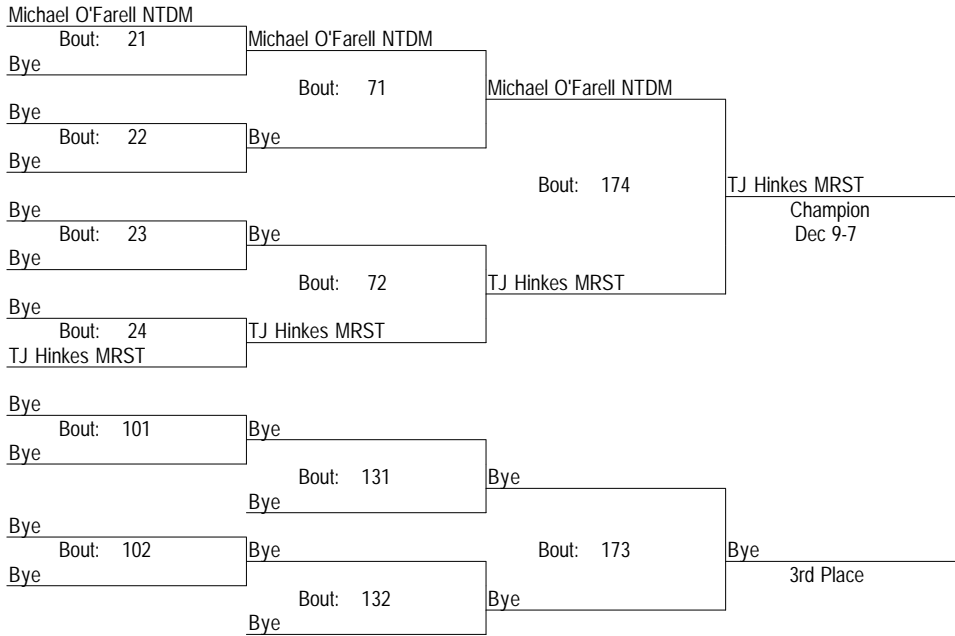 Michael O'Farell NTDM
Bout: 21
Michael O'Farell NTDM
Bye
Bout: 71
Michael O'Farell NTDM
Bye
Bout: 22
Bye
Bye
Bout: 174
TJ Hinkes MRST
Champion
Dec 9-7
Bye
Bout: 23
Bye
Bye
Bout: 72
TJ Hinkes MRST
Bye
Bout: 24
TJ Hinkes MRST
TJ Hinkes MRST
Bye
Bout: 101
Bye
Bye
Bout: 131
Bye
Bye
Bye
Bout: 102
Bye
Bout: 173
Bye
Bye
3rd Place
Bout: 132
Bye
Bye